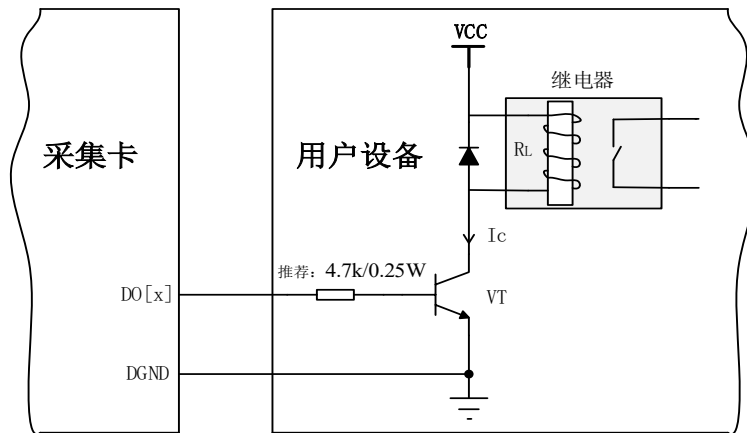 VCC
继电器
采集卡
用户设备
RL
Ic
推荐：4.7k/0.25W
DO[x]
VT
DGND